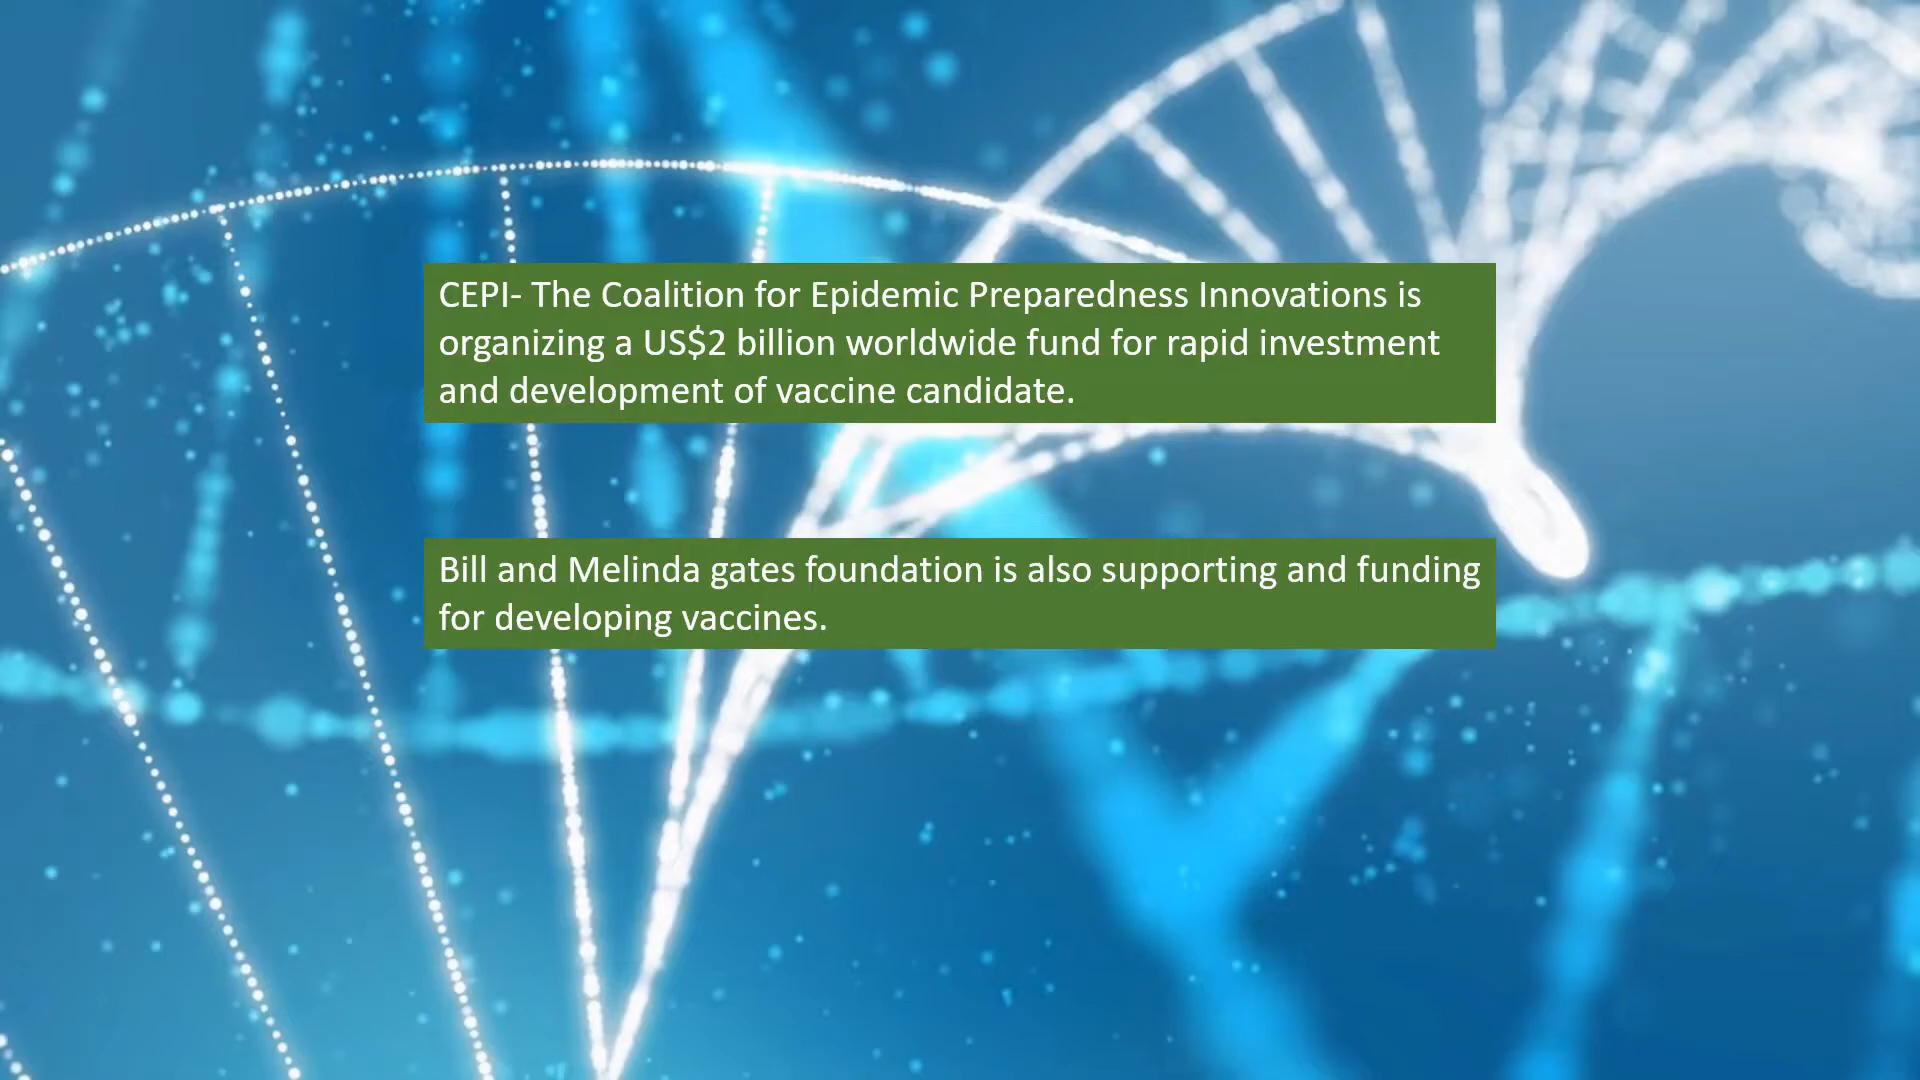 CEPI- The Coalition for Epidemic Preparedness Innovations is
organizing a US$2 billion worldwide fund for rapid investment
and development of vaccine candidate.
Bill and Melinda gates foundation is also supporting and funding
for developing vaccines.